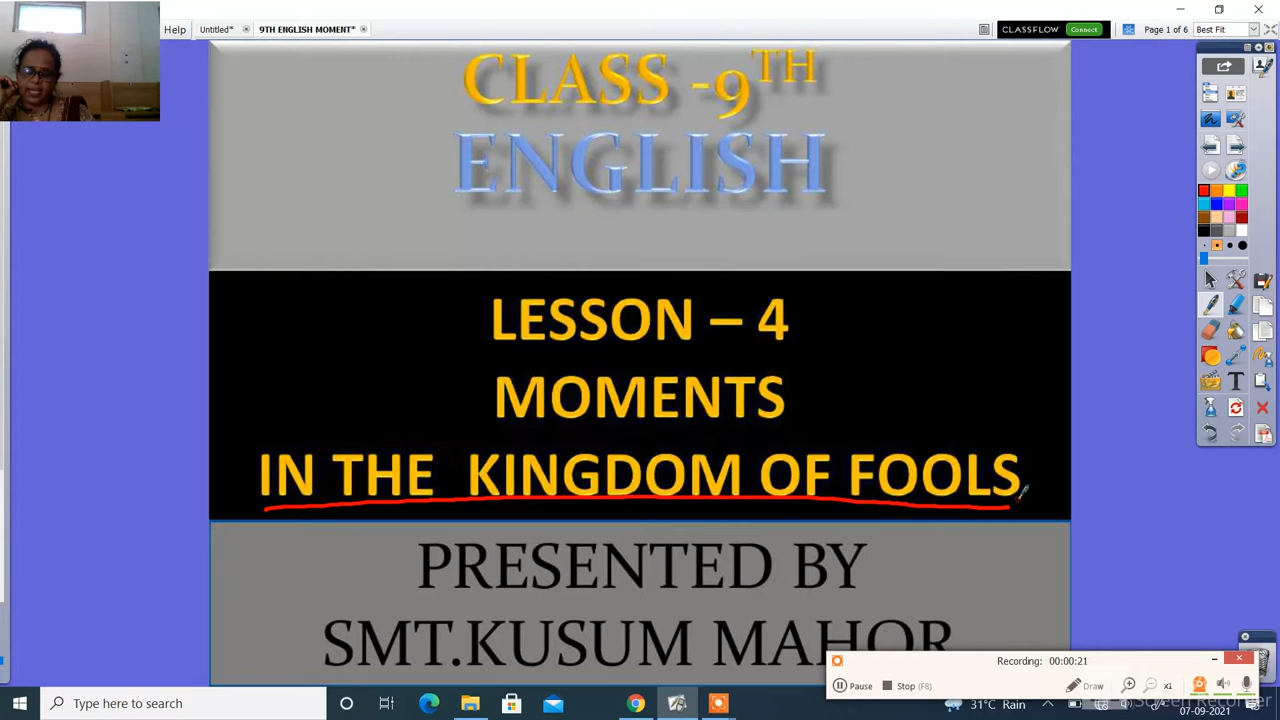 Help
Untitled*
9TH ENGLISH MOMENT*
CLASSFLOW
Connect
Page 1 of 6
Best Fit
CLASS -9TH
ENGLISH
LESSON – 4
MOMENTS
IN THE KINGDOM OF FOOLS
PRESENTED BY
SMT.KUSUM MAHOR
Recording: 00:00:21
Pause
Stop (F8)
Draw
x1
Type here to search
31°C Rain
07-09-2021
Screen Recorder